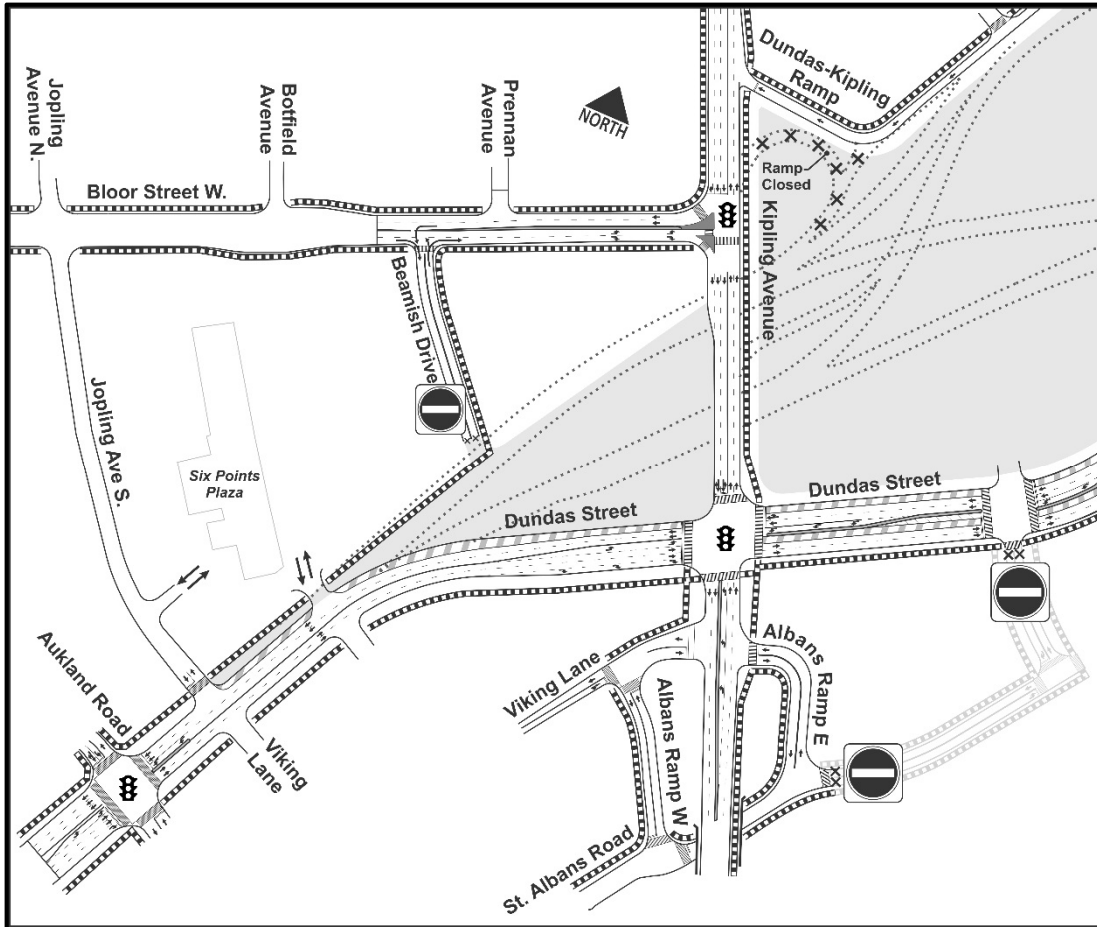 Jopling
Avenue N.
Botfield
Avenue
Prennan
Avenue
NORTH
Dundas-Kipling
Ramp
Ramp
Closed
Bloor Street W.
Kipling Avenue
Beamish Drive
Jopling Ave S.
Six Points
Plaza
Dundas Street
Dundas Street
Aukland Road
Viking
Lane
Viking Lane
Albans
Ramp E
Albans
Ramp W
St. Albans Road